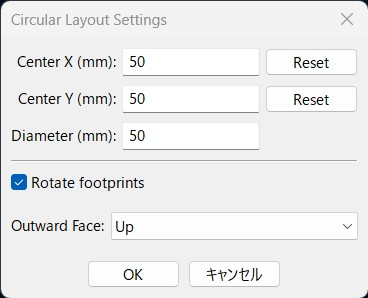 Circular Layout Settings
Center X (mm): 50 Reset
Center Y (mm): 50 Reset
Diameter (mm): 50
Rotate footprints
Outward Face: Up
OK キャンセル